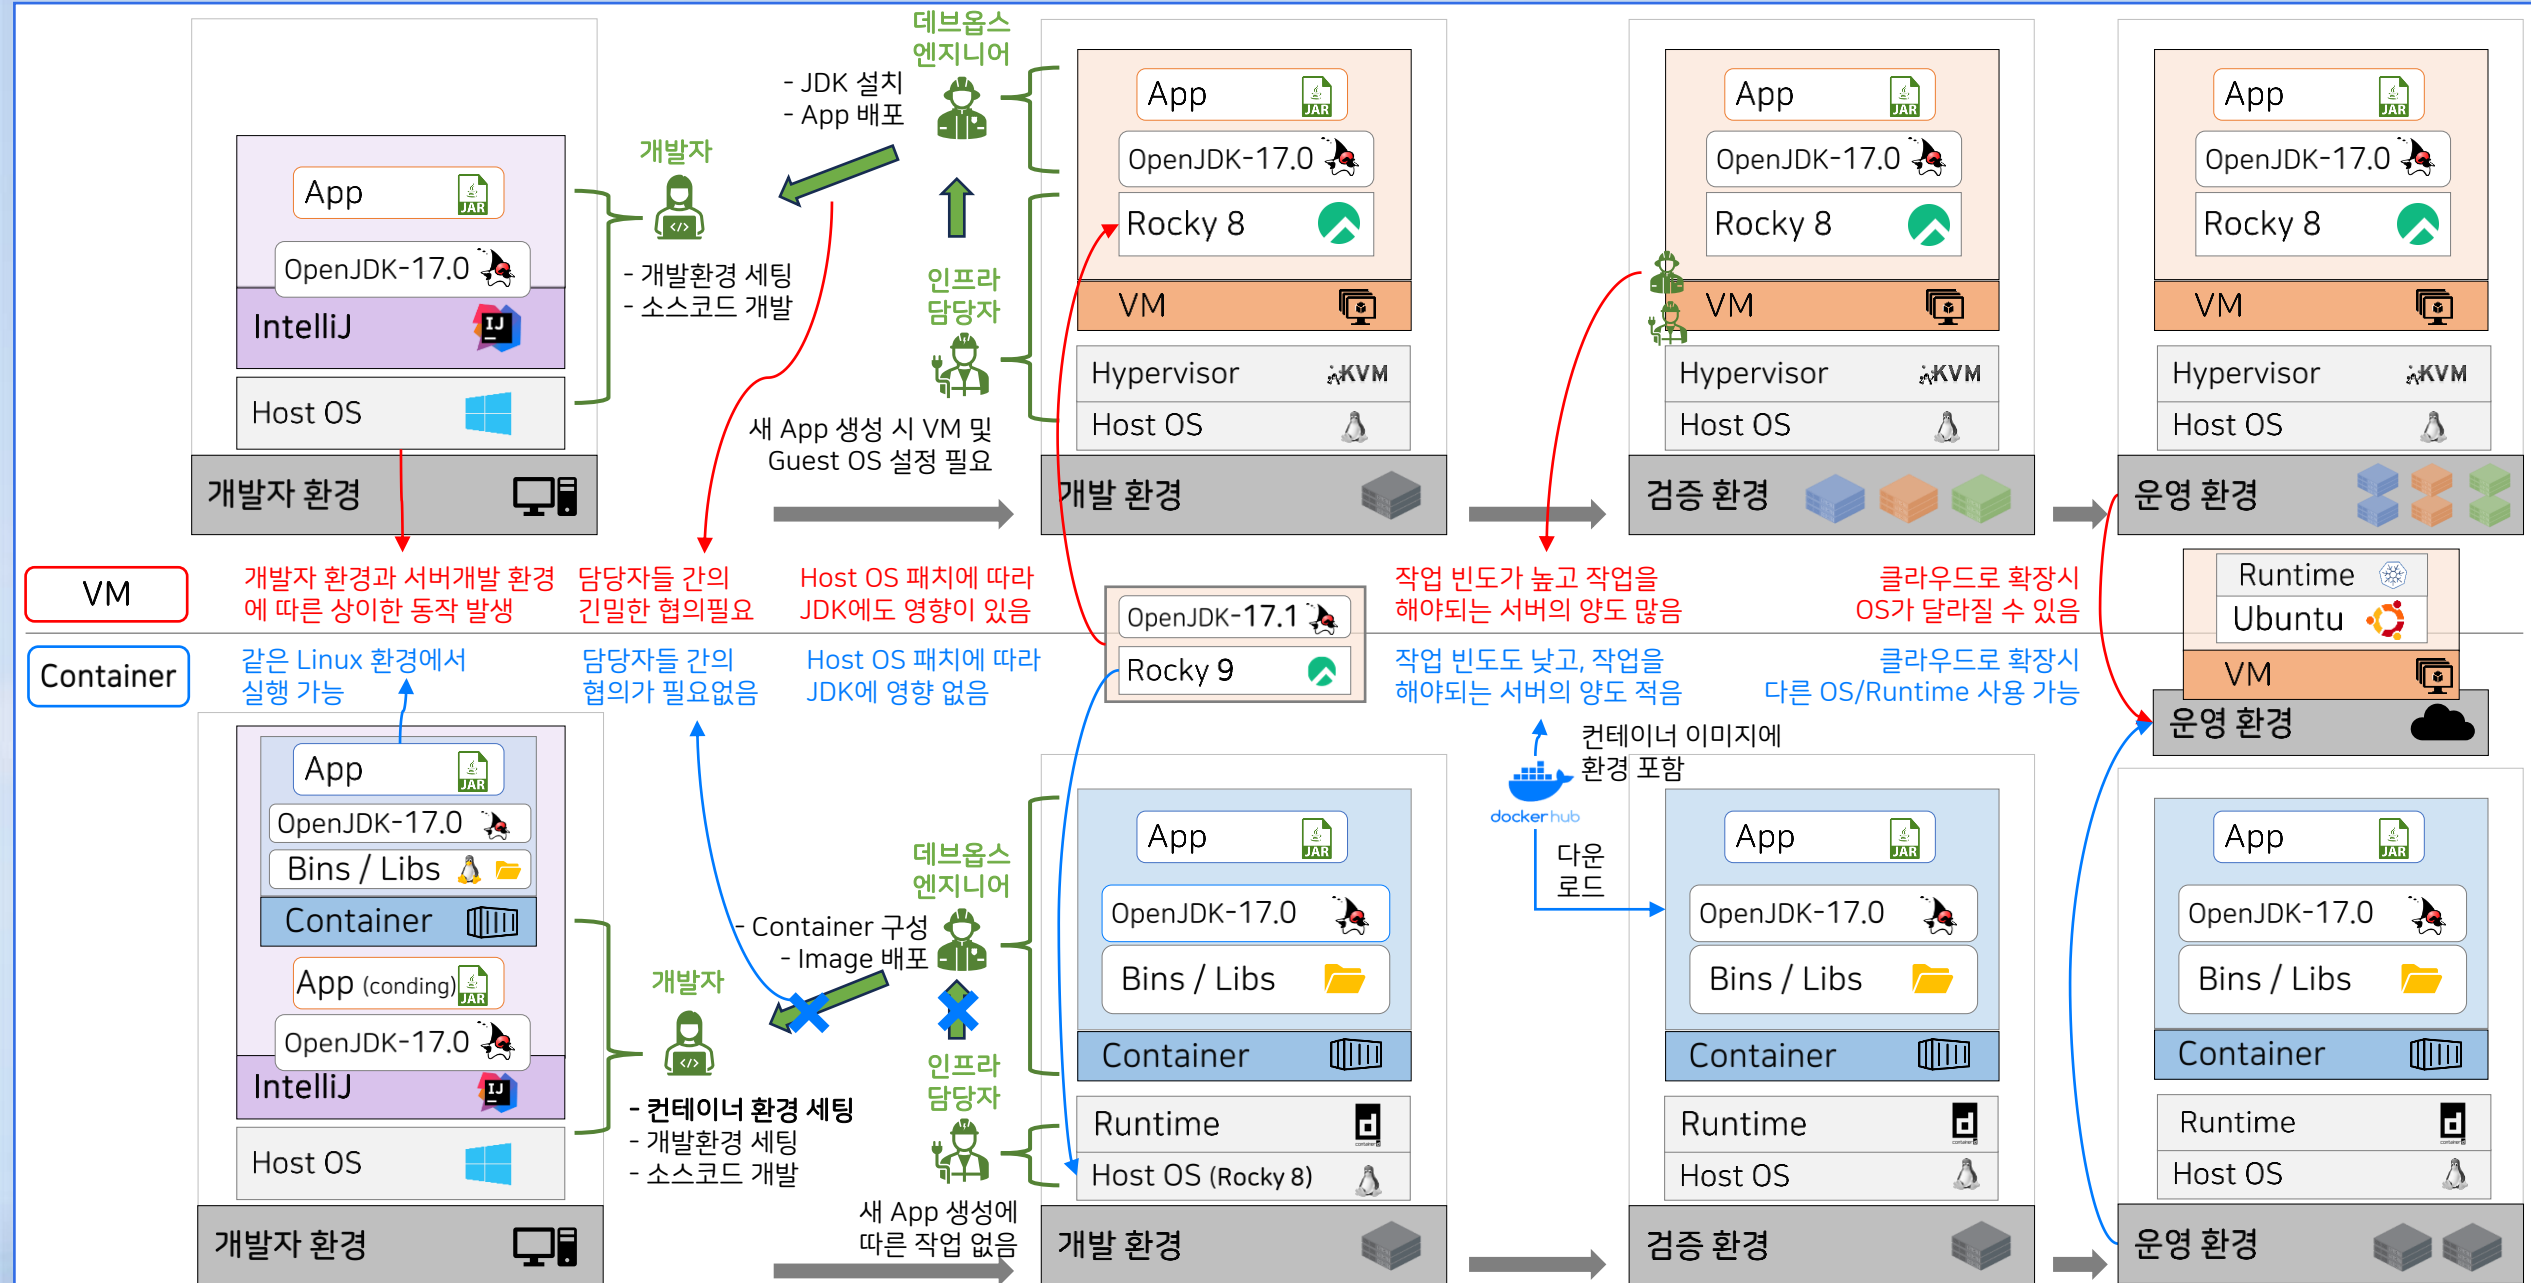 App
JAR
OpenJDK-17.0
IntelliJ
IJ
Host OS
개발자 환경
개발자
</>
- 개발환경 세팅
- 소스코드 개발
- JDK 설치
- App 배포
데브옵스
엔지니어
인프라
담당자
새 App 생성 시 VM 및
Guest OS 설정 필요
App
JAR
OpenJDK-17.0
Rocky 8
VM
Hypervisor
KVM
Host OS
개발 환경
App
JAR
OpenJDK-17.0
Rocky 8
VM
Hypervisor
KVM
Host OS
검증 환경
App
JAR
OpenJDK-17.0
Rocky 8
VM
Hypervisor
KVM
Host OS
운영 환경
VM
개발자 환경과 서버개발 환경
에 따른 상이한 동작 발생
담당자들 간의
긴밀한 협의필요
Host OS 패치에 따라
JDK에도 영향이 있음
OpenJDK-17.1
Rocky 9
작업 빈도가 높고 작업을
해야되는 서버의 양도 많음
클라우드로 확장시
OS가 달라질 수 있음
Runtime
Ubuntu
VM
운영 환경
Container
같은 Linux 환경에서
실행 가능
담당자들 간의
협의가 필요없음
Host OS 패치에 따라
JDK에 영향 없음
작업 빈도도 낮고, 작업을
해야되는 서버의 양도 적음
클라우드로 확장시
다른 OS/Runtime 사용 가능
App
JAR
OpenJDK-17.0
Bins / Libs
Container
App (conding)
JAR
OpenJDK-17.0
IntelliJ
IJ
Host OS
개발자 환경
개발자
</>
- 컨테이너 환경 세팅
- 개발환경 세팅
- 소스코드 개발
- Container 구성
- Image 배포
데브옵스
엔지니어
인프라
담당자
새 App 생성에
따른 작업 없음
App
JAR
OpenJDK-17.0
Bins / Libs
Container
Runtime
d
containerd
Host OS (Rocky 8)
개발 환경
컨테이너 이미지에
환경 포함
dockerhub
다운
로드
App
JAR
OpenJDK-17.0
Bins / Libs
Container
Runtime
d
containerd
Host OS
검증 환경
App
JAR
OpenJDK-17.0
Bins / Libs
Container
Runtime
d
containerd
Host OS
운영 환경